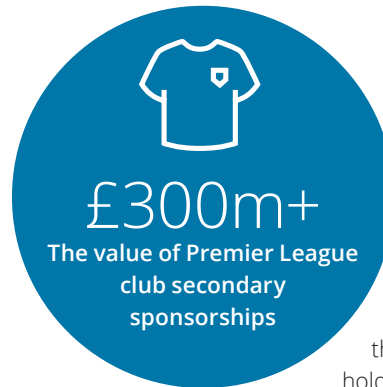 £300m+
The value of Premier League
club secondary
sponsorships